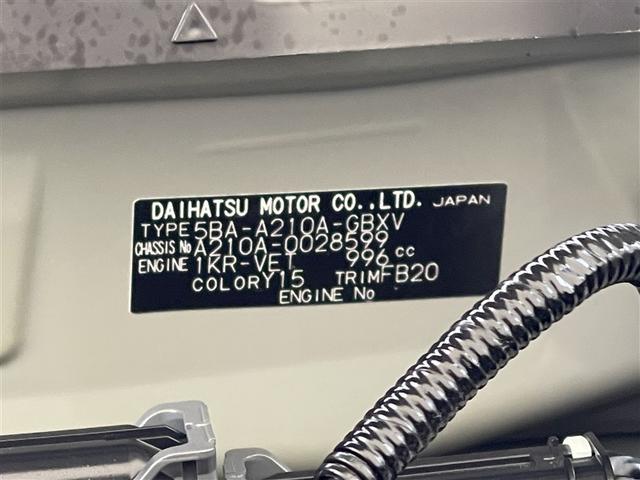 DAIHATSU MOTOR CO.,LTD. JAPAN
TYPE 5BA-A210A-GBXV
CHASSIS No A210A-0028599
ENGINE 1KR-VET 996 cc
COLOR Y15 TRIM FB20
ENGINE No